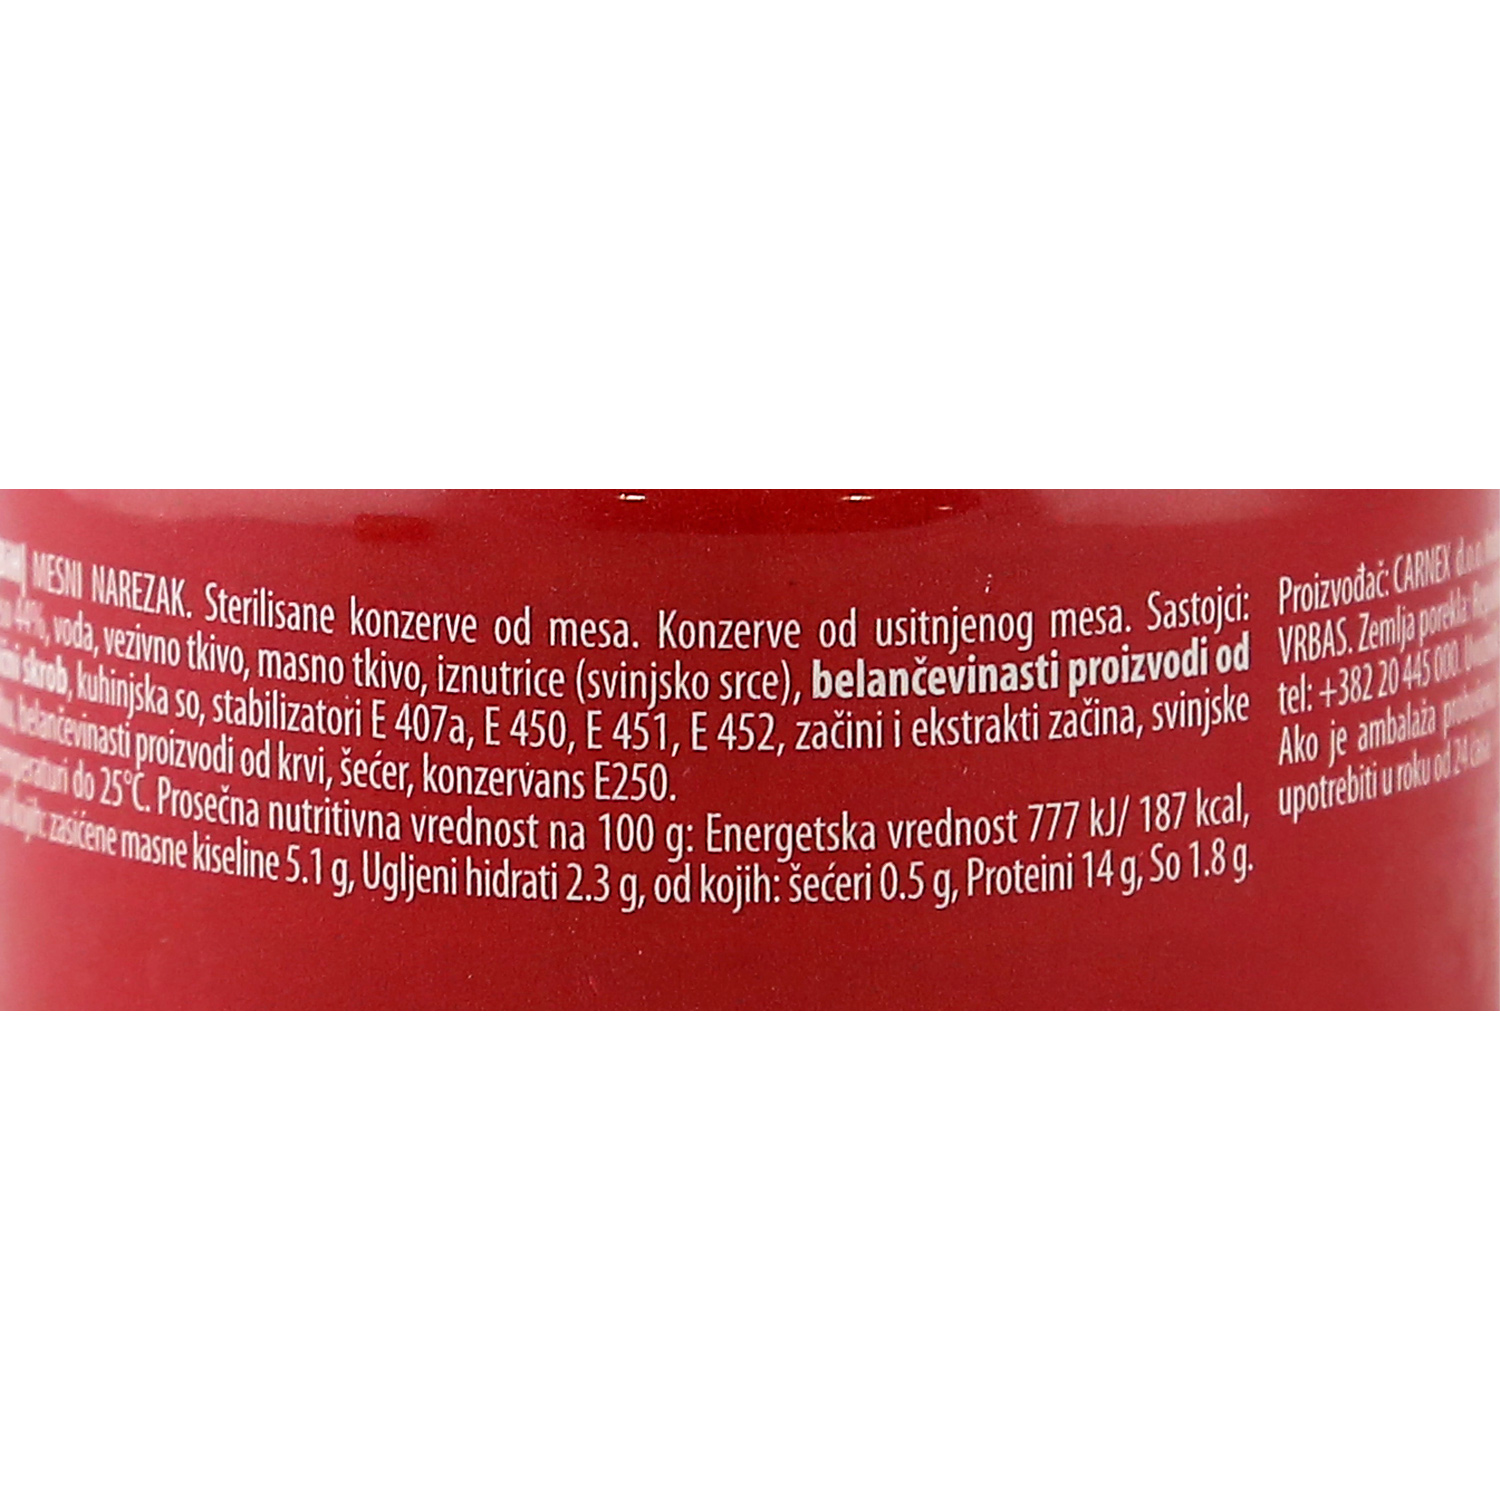 MESNI NAREZAK. Sterilisane konzerve od mesa. Konzerve od usitnjenog mesa. Sastojci:
44%, voda, vezivno tkivo, masno tkivo, iznutrice (svinjsko srce), belančevinasti proizvodi od
skrob, kuhinjska so, stabilizatori E 407a, E 450, E 451, E 452, začini i ekstrakti začina, svinjske
belančevinasti proizvodi od krvi, šećer, konzervans E250.
do 25°C. Prosečna nutritivna vrednost na 100 g: Energetska vrednost 777 kJ/ 187 kcal,
zasićene masne kiseline 5.1 g, Ugljeni hidrati 2.3 g, od kojih: šećeri 0.5 g, Proteini 14 g, So 1.8 g.
Proizvođač: CARNEX d.o.o.
VRBAS. Zemlja porekla:
tel: +382 20 445 000.
Ako je ambalaža
upotrebiti u roku od 24